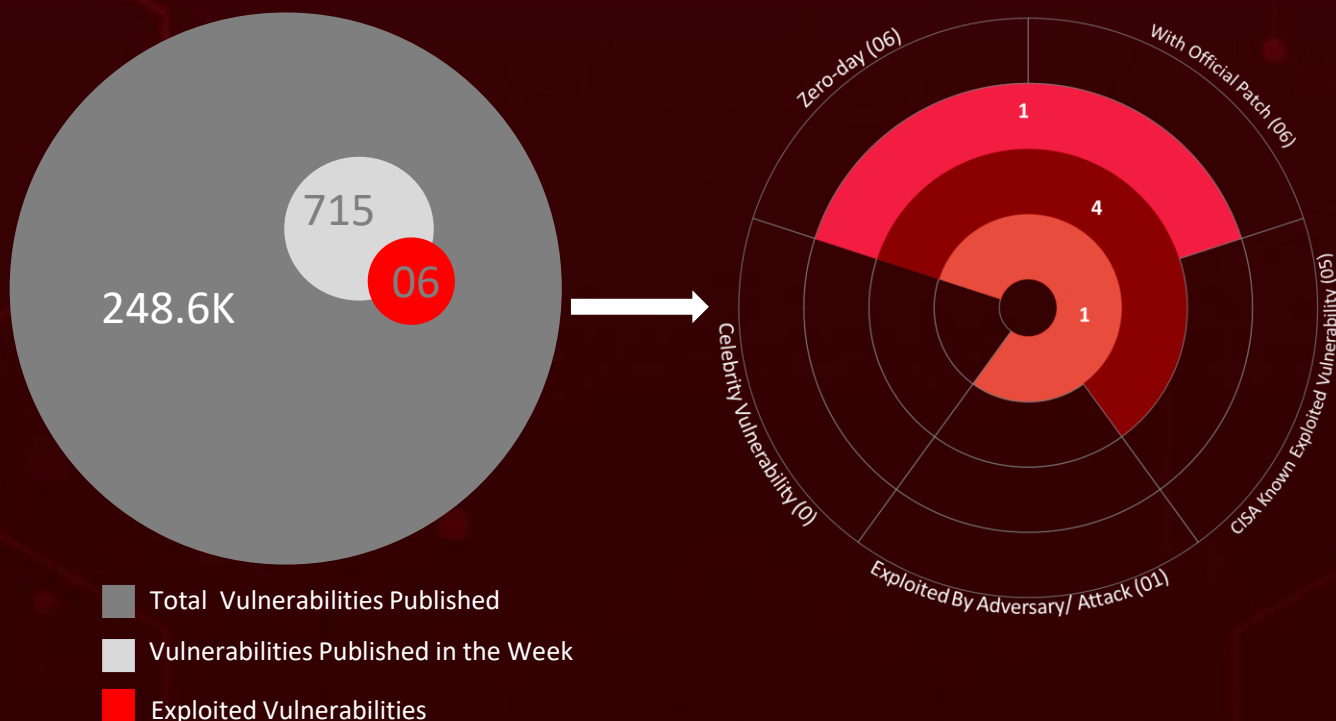 248.6K
715
06
Total Vulnerabilities Published
Vulnerabilities Published in the Week
Exploited Vulnerabilities
Zero-day (06)
With Official Patch (06)
CISA Known Exploited Vulnerability (05)
Exploited By Adversary/ Attack (01)
Celebrity Vulnerability (0)
1
4
1